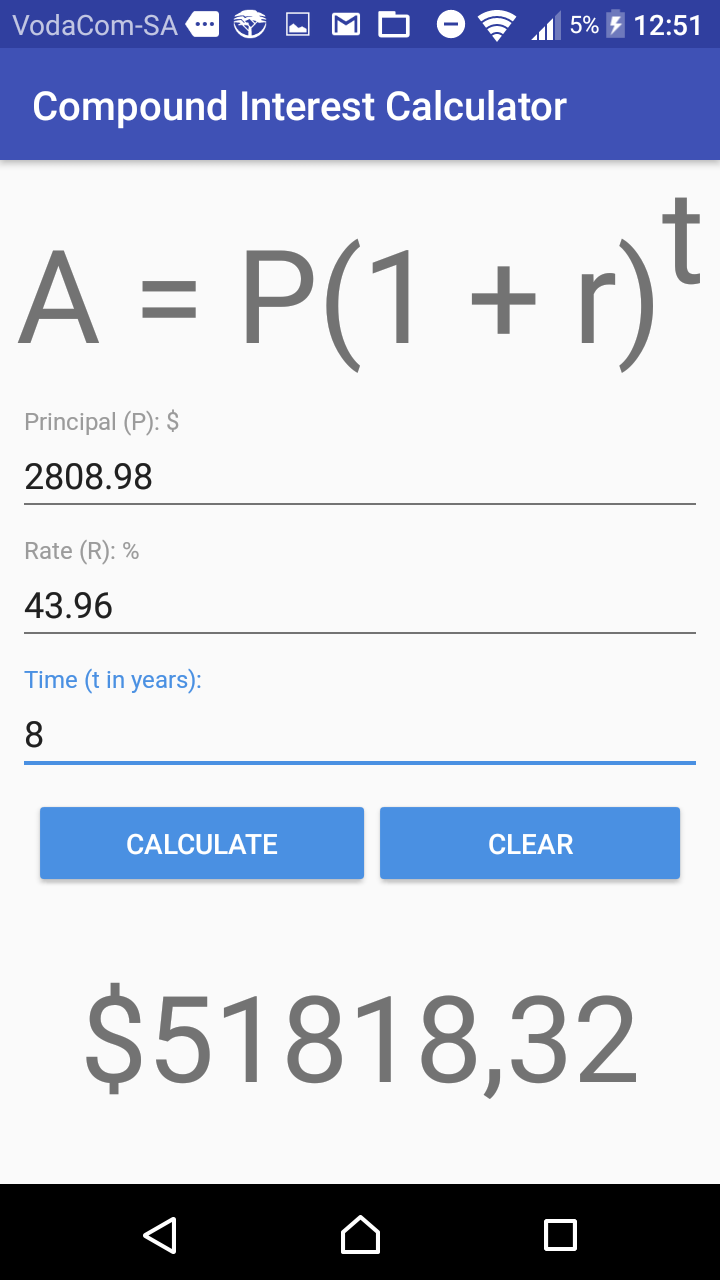 VodaCom-SA 5% 12:51
Compound Interest Calculator
A = P(1 + r)^t
Principal (P): $
2808.98
Rate (R): %
43.96
Time (t in years):
8
CALCULATE CLEAR
$51818,32